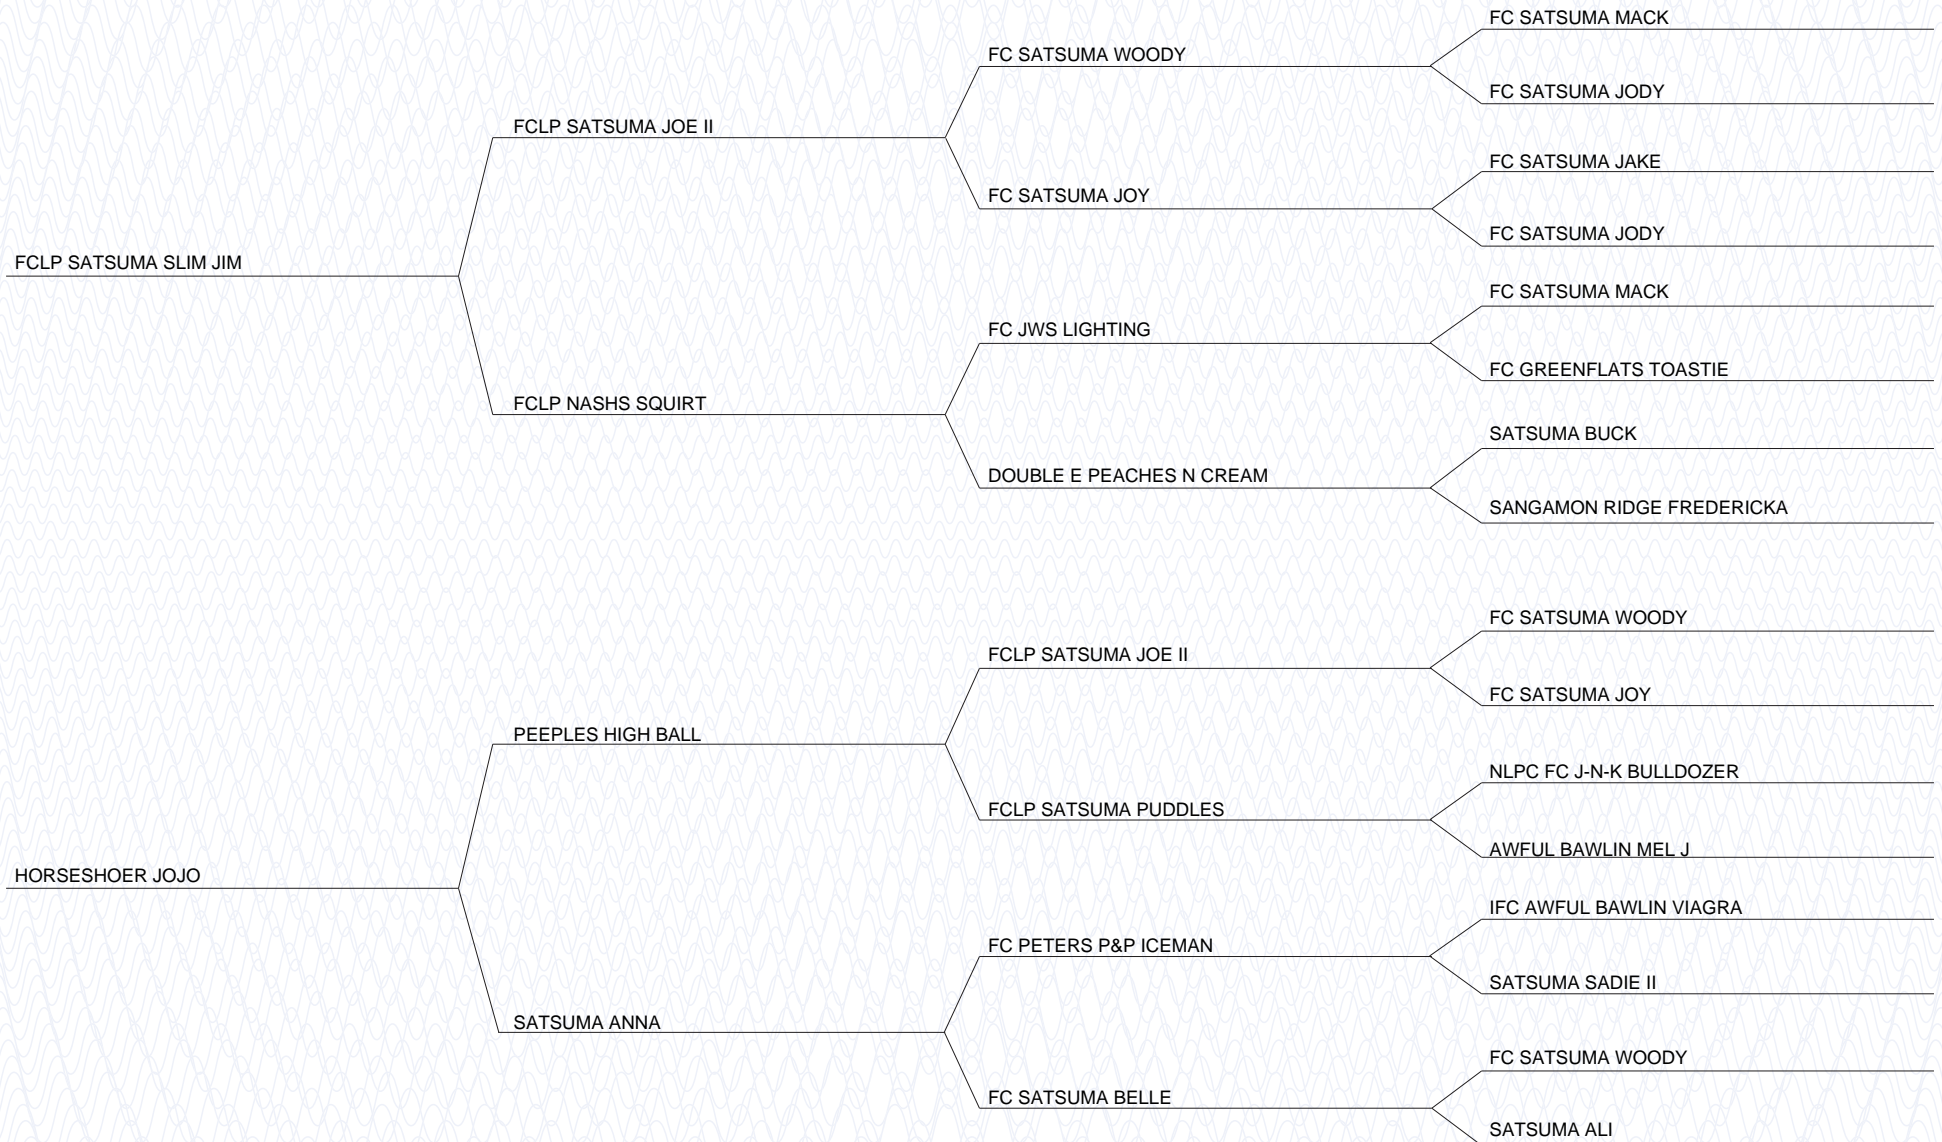 FC SATSUMA MACK
FC SATSUMA WOODY
FC SATSUMA JODY
FCLP SATSUMA JOE II
FC SATSUMA JAKE
FC SATSUMA JOY
FC SATSUMA JODY
FCLP SATSUMA SLIM JIM
FC SATSUMA MACK
FC JWS LIGHTING
FC GREENFLATS TOASTIE
FCLP NASHS SQUIRT
SATSUMA BUCK
DOUBLE E PEACHES N CREAM
SANGAMON RIDGE FREDERICKA
FC SATSUMA WOODY
FCLP SATSUMA JOE II
FC SATSUMA JOY
PEEPLES HIGH BALL
NLPC FC J-N-K BULLDOZER
FCLP SATSUMA PUDDLES
AWFUL BAWLIN MEL J
HORSESHOER JOJO
IFC AWFUL BAWLIN VIAGRA
FC PETERS P&P ICEMAN
SATSUMA SADIE II
SATSUMA ANNA
FC SATSUMA WOODY
FC SATSUMA BELLE
SATSUMA ALI